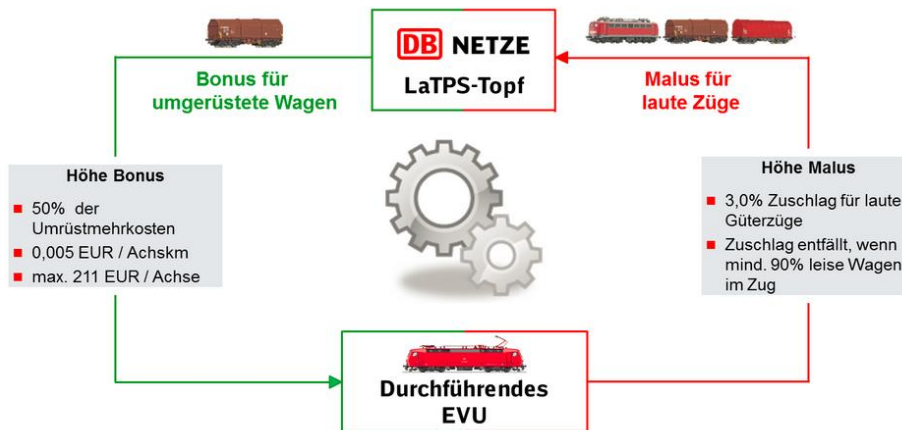 DB NETZE
LaTPS-Topf
Bonus für
umgerüstete Wagen
Malus für
laute Züge
Höhe Bonus
50% der
Umrüstmehrkosten
0,005 EUR / Achskm
max. 211 EUR / Achse
Höhe Malus
3,0% Zuschlag für laute
Güterzüge
Zuschlag entfällt, wenn
mind. 90% leise Wagen
im Zug
Durchführendes
EVU